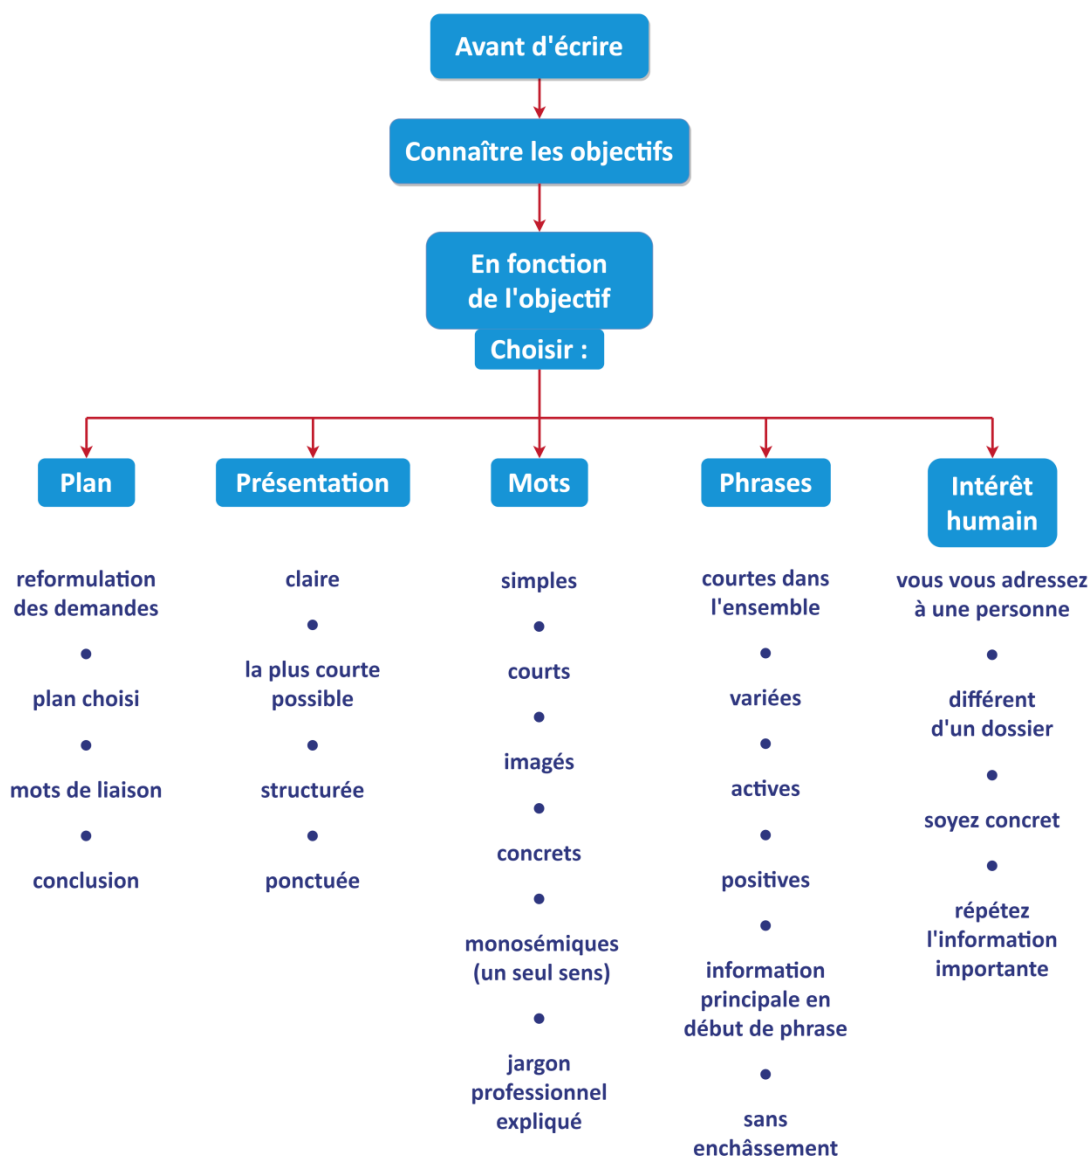 Avant d'écrire
Connaître les objectifs
En fonction
de l'objectif
Choisir :
Plan
reformulation
des demandes
plan choisi
mots de liaison
conclusion
Présentation
claire
la plus courte
possible
structurée
ponctuée
Mots
simples
courts
imagés
concrets
monosémiques
(un seul sens)
jargon
professionnel
expliqué
Phrases
courtes dans
l'ensemble
variées
actives
positives
information
principale en
début de phrase
sans
enchâssement
Intérêt
humain
vous vous adressez
à une personne
différent
d'un dossier
soyez concret
répétez
l'information
importante